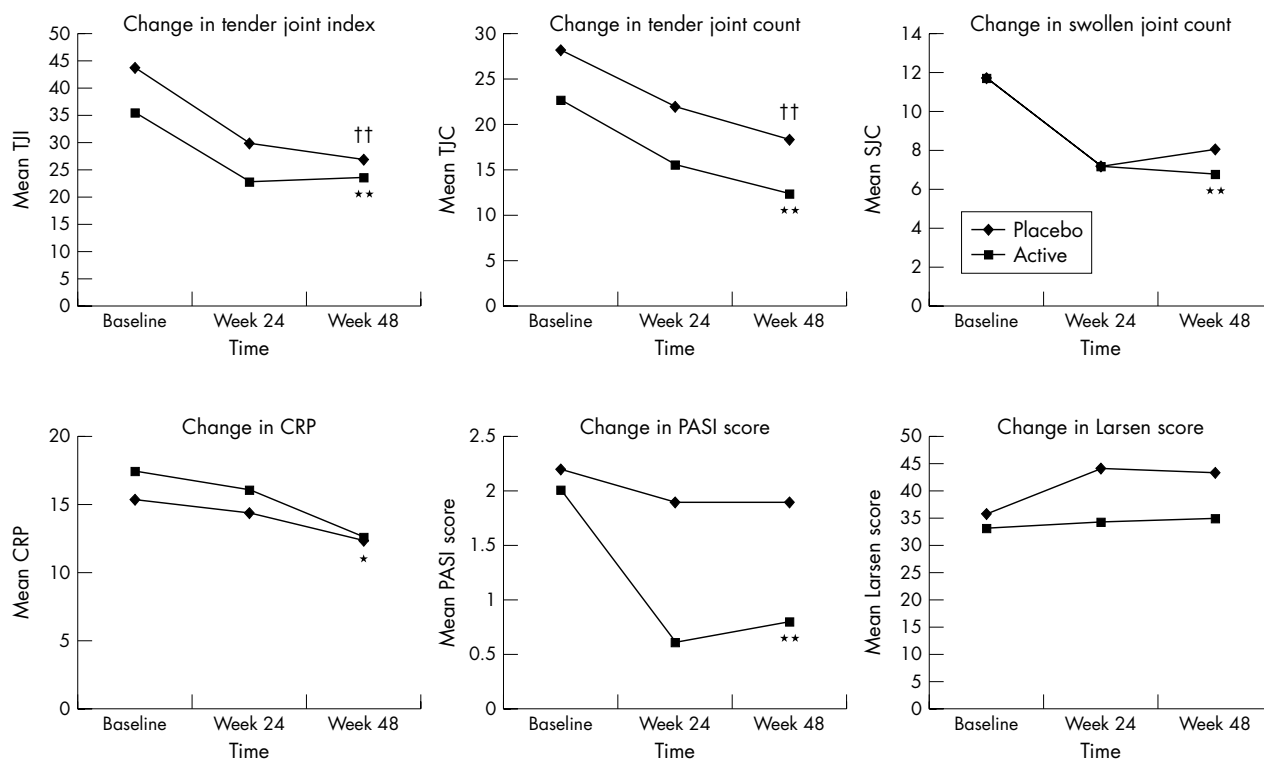 Change in tender joint index
50
45
40
35
30
25
20
15
10
5
0
Mean TJI
††
★★
Baseline Week 24 Week 48
Time
Change in tender joint count
30
25
20
15
10
5
0
Mean TJC
††
★★
Baseline Week 24 Week 48
Time
Change in swollen joint count
14
12
10
8
6
4
2
0
Mean SJC
★★
Placebo
Active
Baseline Week 24 Week 48
Time
Change in CRP
20
15
10
5
0
Mean CRP
★
Baseline Week 24 Week 48
Time
Change in PASI score
2.5
2
1.5
1
0.5
0
Mean PASI score
★★
Baseline Week 24 Week 48
Time
Change in Larsen score
50
45
40
35
30
25
20
15
10
5
0
Mean Larsen score
Baseline Week 24 Week 48
Time